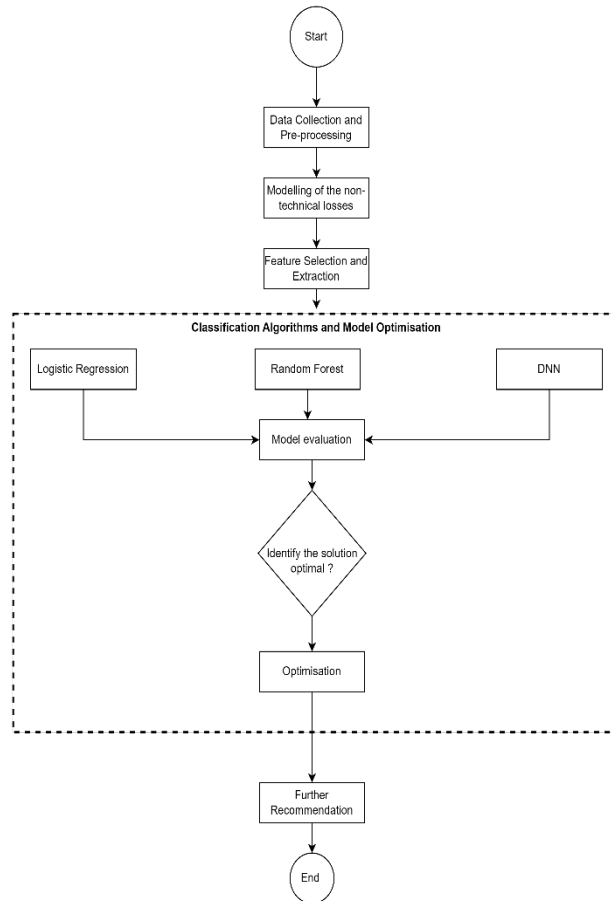 Start
Data Collection and
Pre-processing
Modelling of the non-
technical losses
Feature Selection and
Extraction
Classification Algorithms and Model Optimisation
Logistic Regression
Random Forest
DNN
Model evaluation
Identify the solution
optimal ?
Optimisation
Further
Recommendation
End